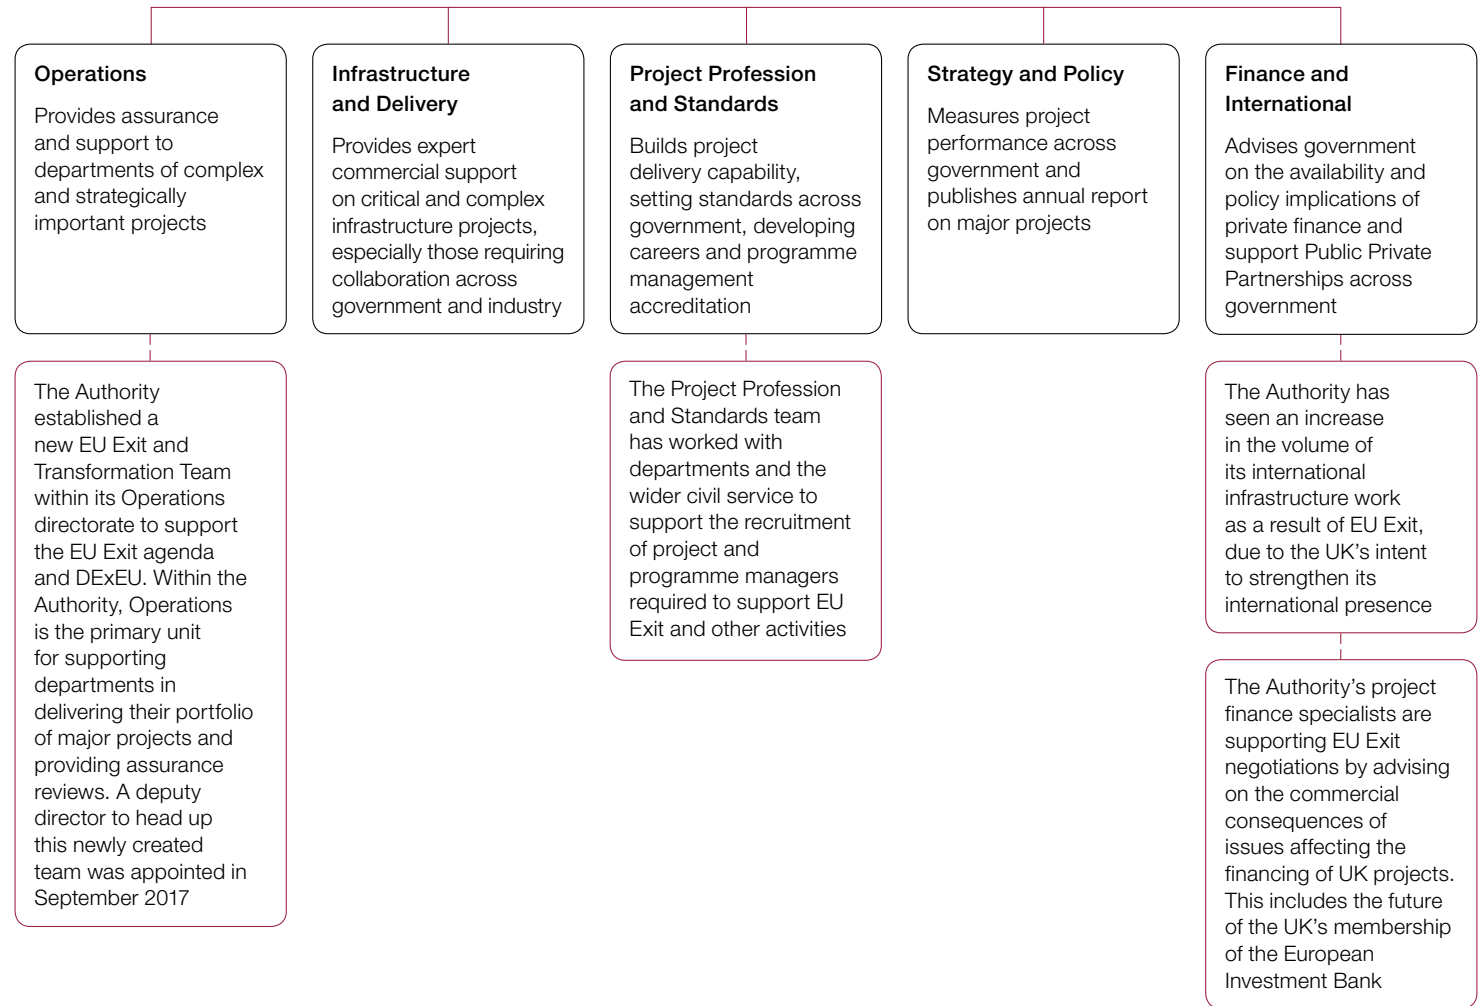 Operations
Provides assurance
and support to
departments of complex
and strategically
important projects
Infrastructure
and Delivery
Provides expert
commercial support
on critical and complex
infrastructure projects,
especially those requiring
collaboration across
government and industry
Project Profession
and Standards
Builds project
delivery capability,
setting standards across
government, developing
careers and programme
management
accreditation
Strategy and Policy
Measures project
performance across
government and
publishes annual report
on major projects
Finance and
International
Advises government
on the availability and
policy implications of
private finance and
support Public Private
Partnerships across
government
The Authority
established a
new EU Exit and
Transformation Team
within its Operations
directorate to support
the EU Exit agenda
and DExEU. Within the
Authority, Operations
is the primary unit
for supporting
departments in
delivering their portfolio
of major projects and
providing assurance
reviews. A deputy
director to head up
this newly created
team was appointed in
September 2017
The Project Profession
and Standards team
has worked with
departments and the
wider civil service to
support the recruitment
of project and
programme managers
required to support EU
Exit and other activities
The Authority has
seen an increase
in the volume of
its international
infrastructure work
as a result of EU Exit,
due to the UK’s intent
to strengthen its
international presence
The Authority’s project
finance specialists are
supporting EU Exit
negotiations by advising
on the commercial
consequences of
issues affecting the
financing of UK projects.
This includes the future
of the UK’s membership
of the European
Investment Bank